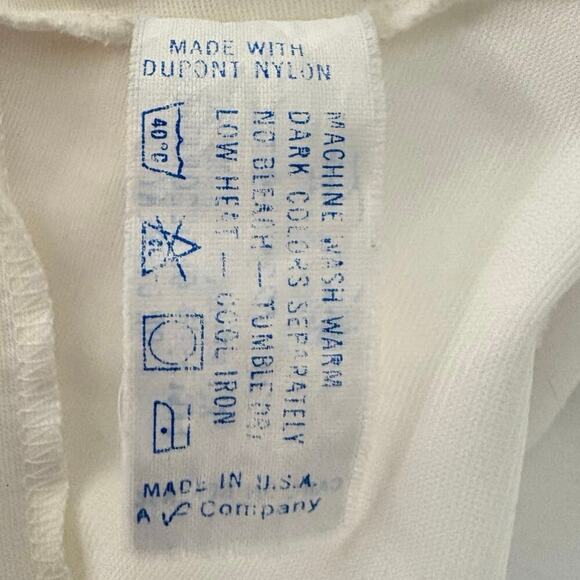 MADE WITH
DUPONT NYLON
MACHINE WASH WARM
DARK COLORS SEPARATELY
NO BLEACH — TUMBLE DRY
LOW HEAT — COOL IRON
40°C
MADE IN U.S.A.
A VF Company